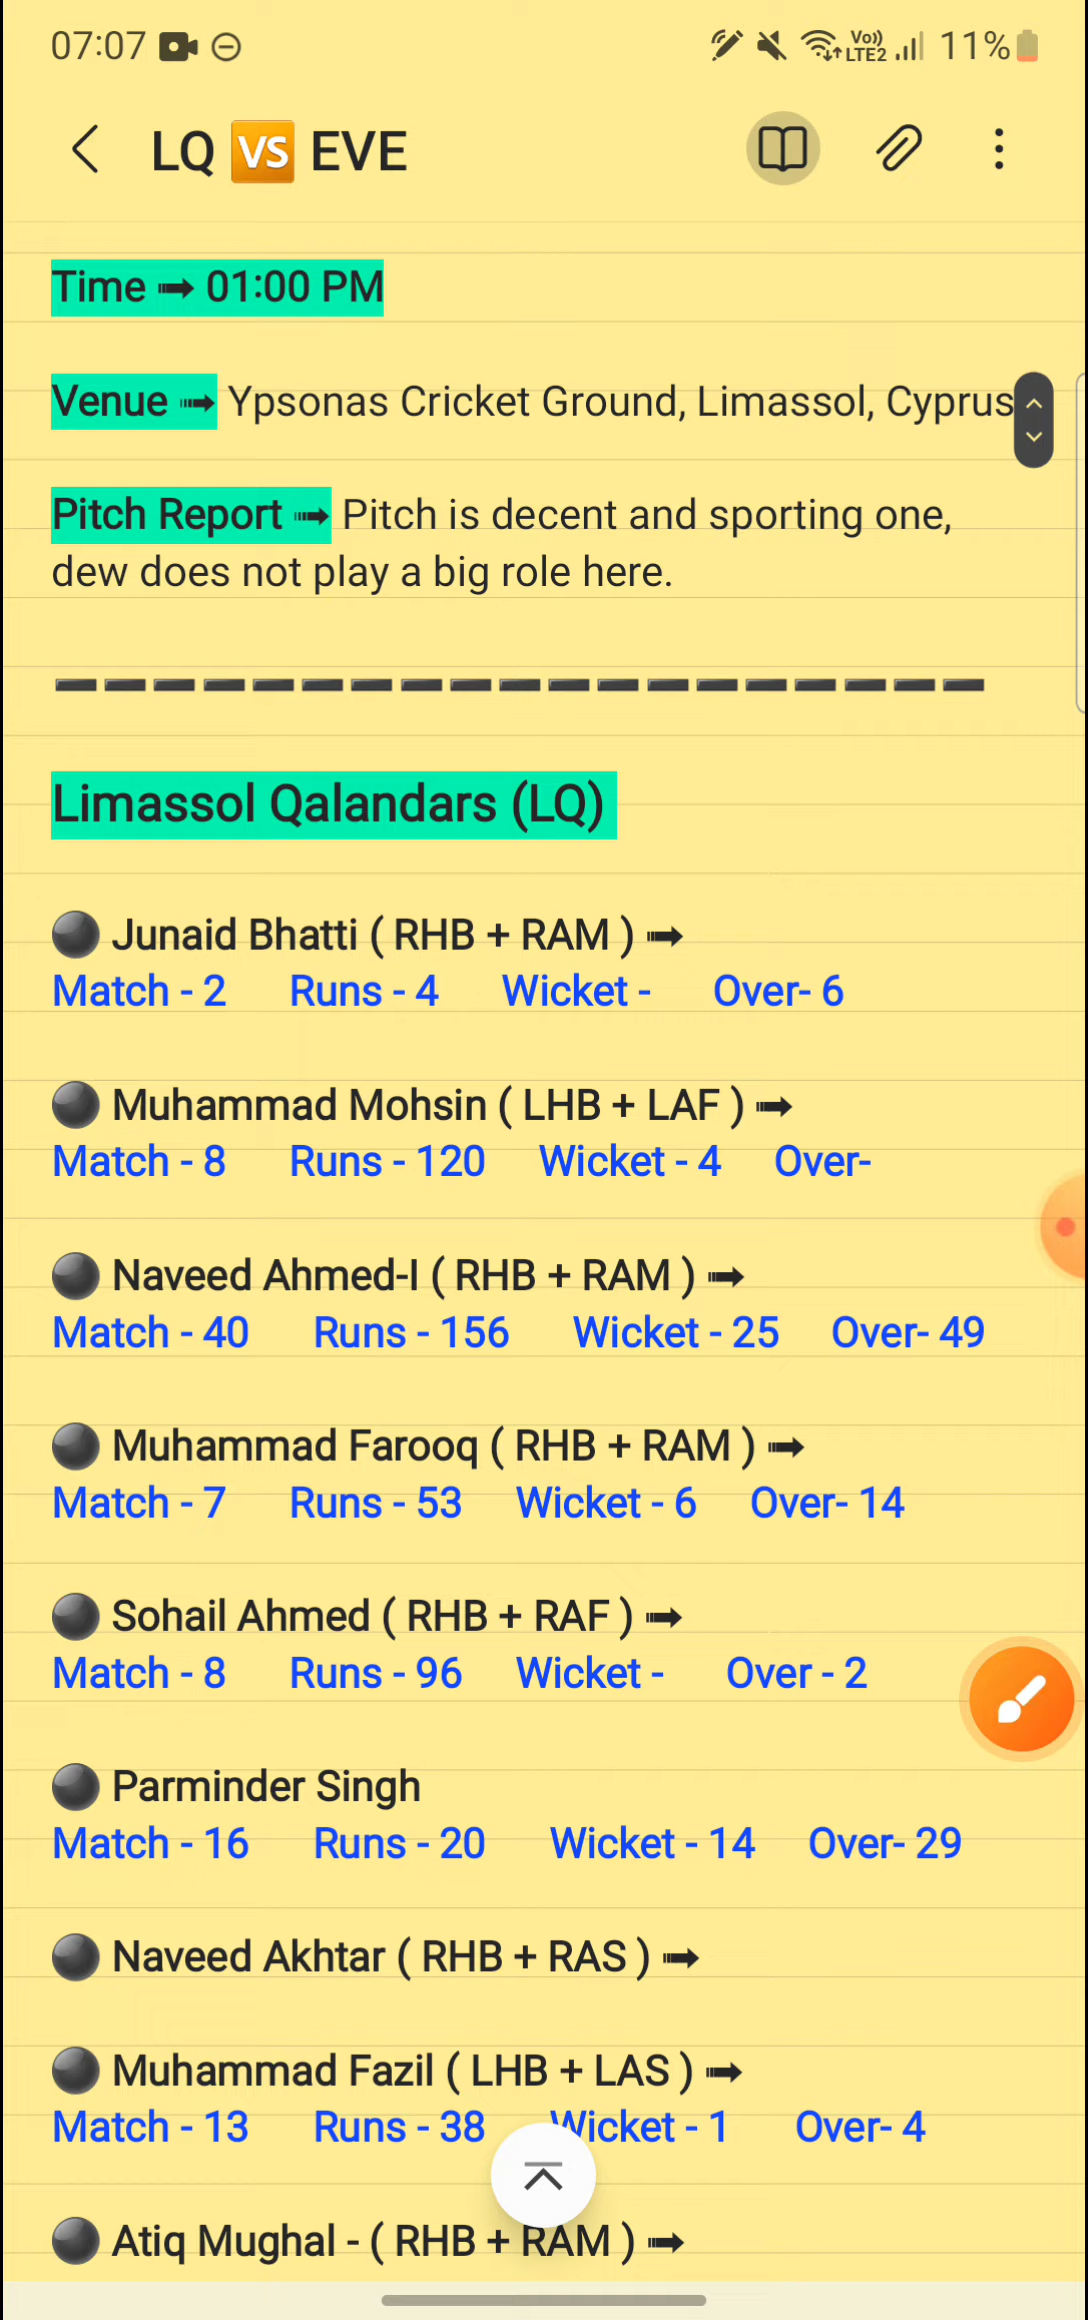 07:07 Vo)) LTE2 11%
LQ VS EVE
Time ➟ 01:00 PM
Venue ➟ Ypsonas Cricket Ground, Limassol, Cyprus
Pitch Report ➟ Pitch is decent and sporting one,
dew does not play a big role here.
Limassol Qalandars (LQ)
Junaid Bhatti ( RHB + RAM ) ➟
Match - 2 Runs - 4 Wicket - Over- 6
Muhammad Mohsin ( LHB + LAF ) ➟
Match - 8 Runs - 120 Wicket - 4 Over-
Naveed Ahmed-I ( RHB + RAM ) ➟
Match - 40 Runs - 156 Wicket - 25 Over- 49
Muhammad Farooq ( RHB + RAM ) ➟
Match - 7 Runs - 53 Wicket - 6 Over- 14
Sohail Ahmed ( RHB + RAF ) ➟
Match - 8 Runs - 96 Wicket - Over - 2
Parminder Singh
Match - 16 Runs - 20 Wicket - 14 Over- 29
Naveed Akhtar ( RHB + RAS ) ➟
Muhammad Fazil ( LHB + LAS ) ➟
Match - 13 Runs - 38 Wicket - 1 Over- 4
Atiq Mughal - ( RHB + RAM ) ➟